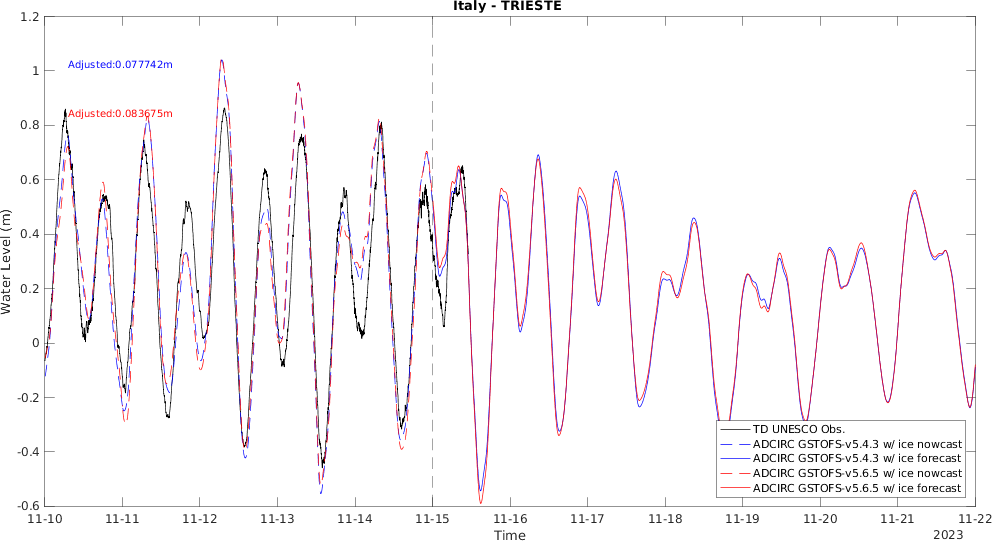 Italy - TRIESTE
1.2
1
0.8
0.6
0.4
0.2
0
-0.2
-0.4
-0.6
Water Level (m)
Adjusted:0.077742m
Adjusted:0.083675m
TD UNESCO Obs.
ADCIRC GSTOFS-v5.4.3 w/ ice nowcast
ADCIRC GSTOFS-v5.4.3 w/ ice forecast
ADCIRC GSTOFS-v5.6.5 w/ ice nowcast
ADCIRC GSTOFS-v5.6.5 w/ ice forecast
11-10 11-11 11-12 11-13 11-14 11-15 11-16 11-17 11-18 11-19 11-20 11-21 11-22
Time
2023